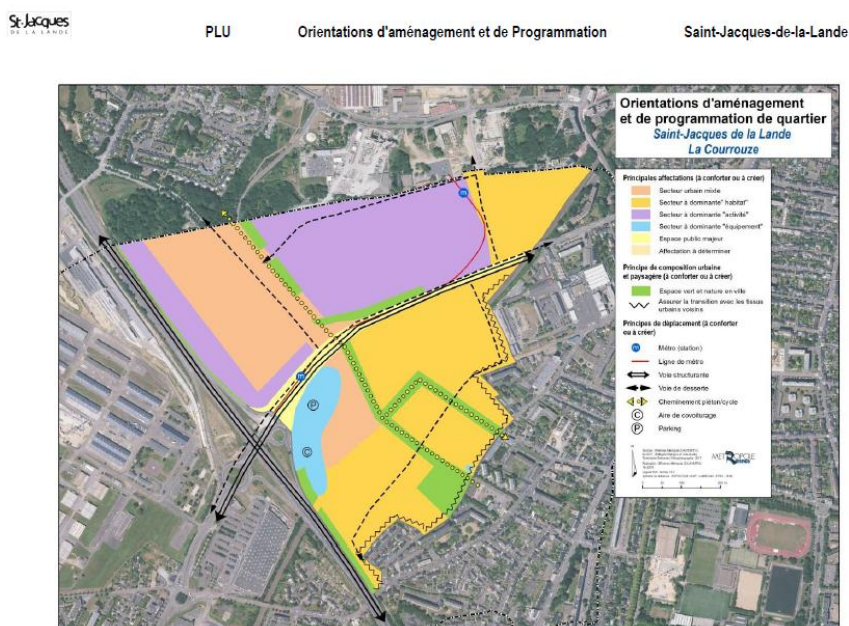 St-Jacques
DE LA LANDE
PLU Orientations d'aménagement et de Programmation Saint-Jacques-de-la-Lande
Orientations d'aménagement
et de programmation de quartier
Saint-Jacques de la Lande
La Courrouze
Principales affectations (à conforter ou à créer)
Secteur urbain mixte
Secteur à dominante "habitat"
Secteur à dominante "activité"
Secteur à dominante "équipement"
Espace public majeur
Affectation à déterminer
Principe de composition urbaine
et paysagère (à conforter ou à créer)
Espace vert et nature en ville
Assurer la transition avec les tissus
urbains voisins
Principes de déplacement (à conforter
ou à créer)
m Métro (station)
Ligne de métro
Voie structurante
Voie de desserte
Cheminement piéton/cycle
C Aire de covoiturage
P Parking
METROPOLE
m
m
P
C